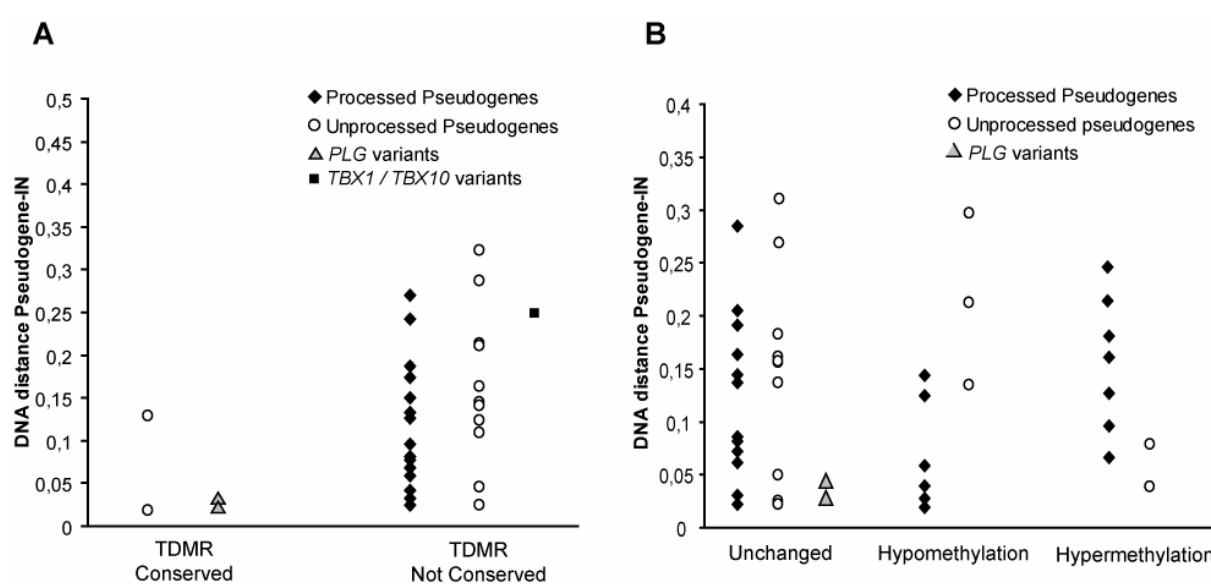 A
Processed Pseudogenes
Unprocessed Pseudogenes
PLG variants
TBX1 / TBX10 variants
DNA distance Pseudogene-IN
0,5
0,45
0,4
0,35
0,3
0,25
0,2
0,15
0,1
0,05
0
TDMR
Conserved
TDMR
Not Conserved
B
Processed Pseudogenes
Unprocessed pseudogenes
PLG variants
DNA distance Pseudogene-IN
0,4
0,35
0,3
0,25
0,2
0,15
0,1
0,05
0
Unchanged
Hypomethylation
Hypermethylation